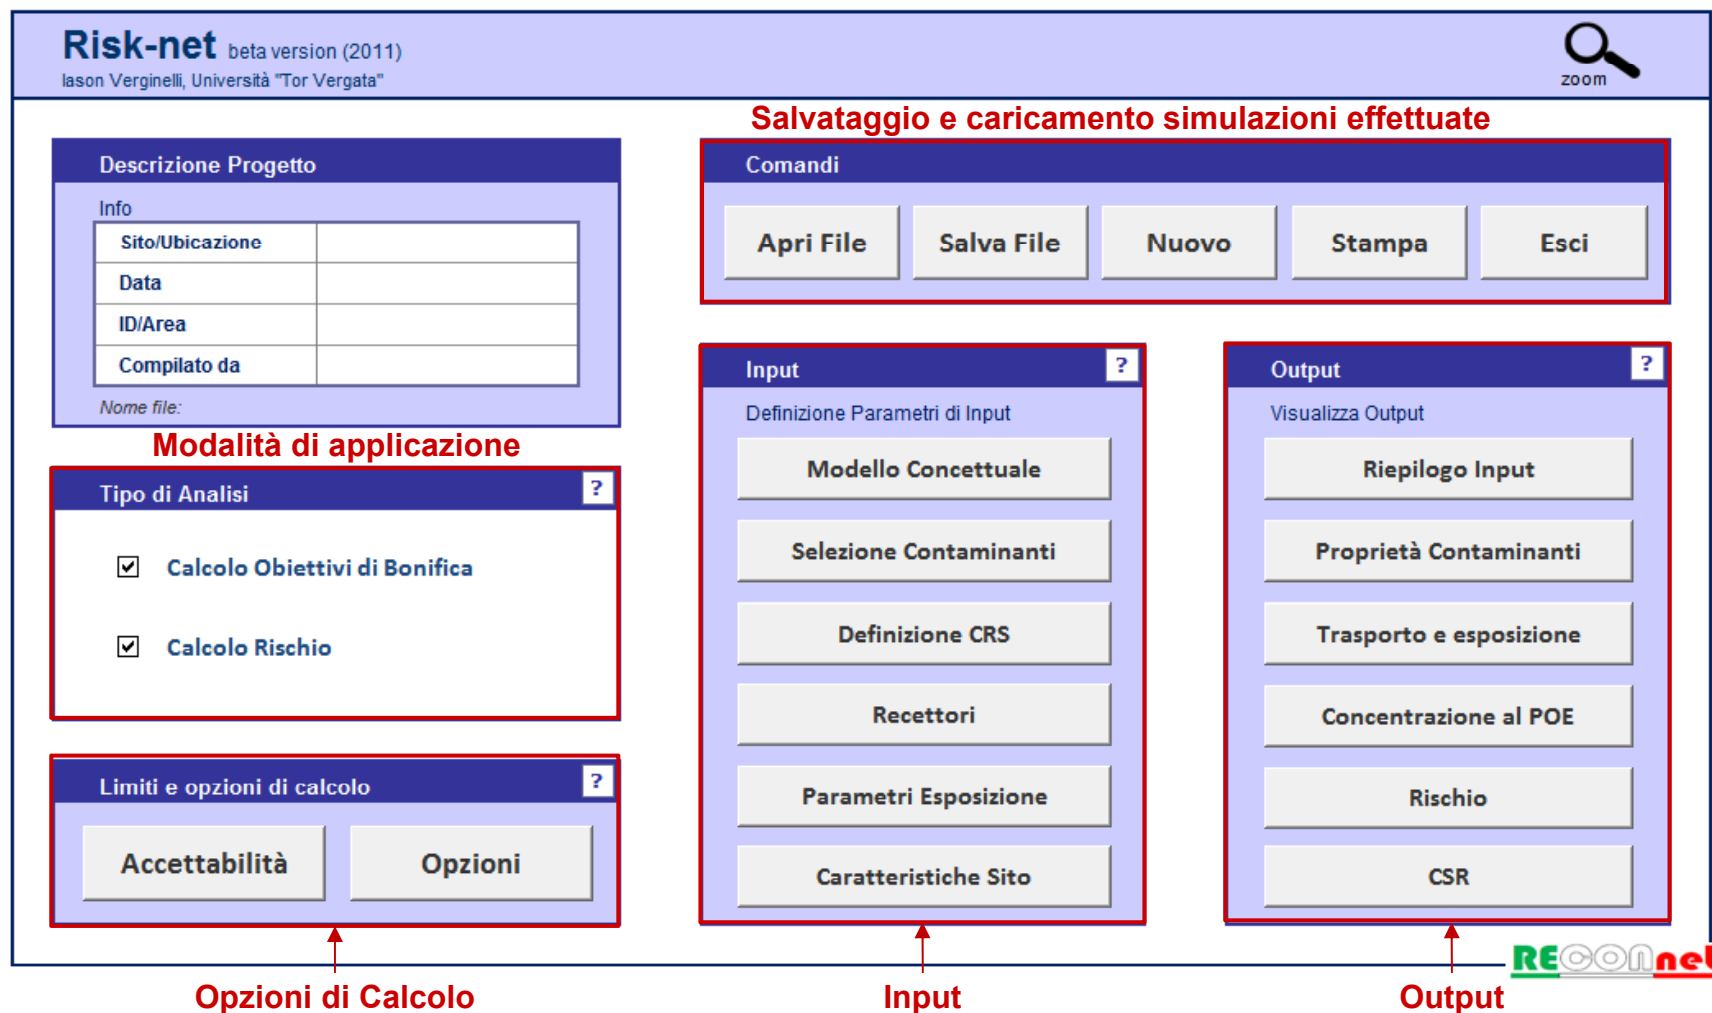 Risk-net beta version (2011)
Iason Verginelli, Università "Tor Vergata"
zoom
Salvataggio e caricamento simulazioni effettuate
Descrizione Progetto
Info
Sito/Ubicazione
Data
ID/Area
Compilato da
Nome file:
Comandi
Apri File Salva File Nuovo Stampa Esci
Modalità di applicazione
Tipo di Analisi ?
Calcolo Obiettivi di Bonifica
Calcolo Rischio
Limiti e opzioni di calcolo ?
Accettabilità Opzioni
Input ?
Definizione Parametri di Input
Modello Concettuale
Selezione Contaminanti
Definizione CRS
Recettori
Parametri Esposizione
Caratteristiche Sito
Output ?
Visualizza Output
Riepilogo Input
Proprietà Contaminanti
Trasporto e esposizione
Concentrazione al POE
Rischio
CSR
RECONnet
Opzioni di Calcolo
Input
Output